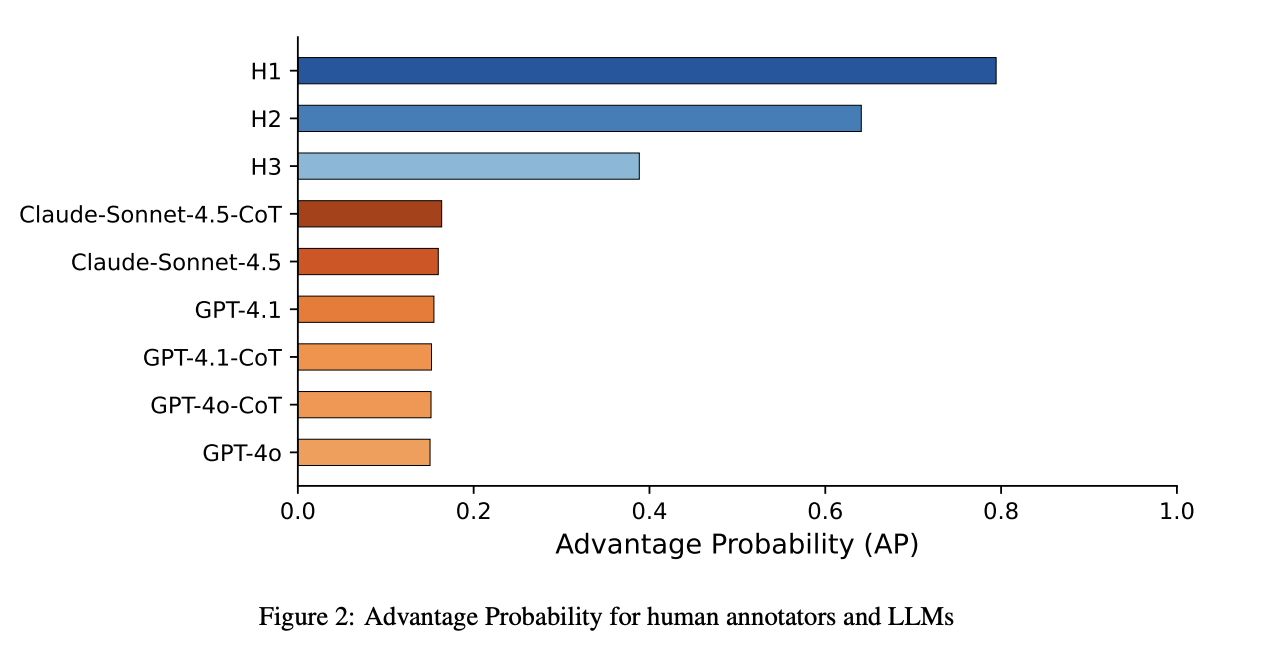 H1
H2
H3
Claude-Sonnet-4.5-CoT
Claude-Sonnet-4.5
GPT-4.1
GPT-4.1-CoT
GPT-4o-CoT
GPT-4o
0.0 0.2 0.4 0.6 0.8 1.0
Advantage Probability (AP)
Figure 2: Advantage Probability for human annotators and LLMs